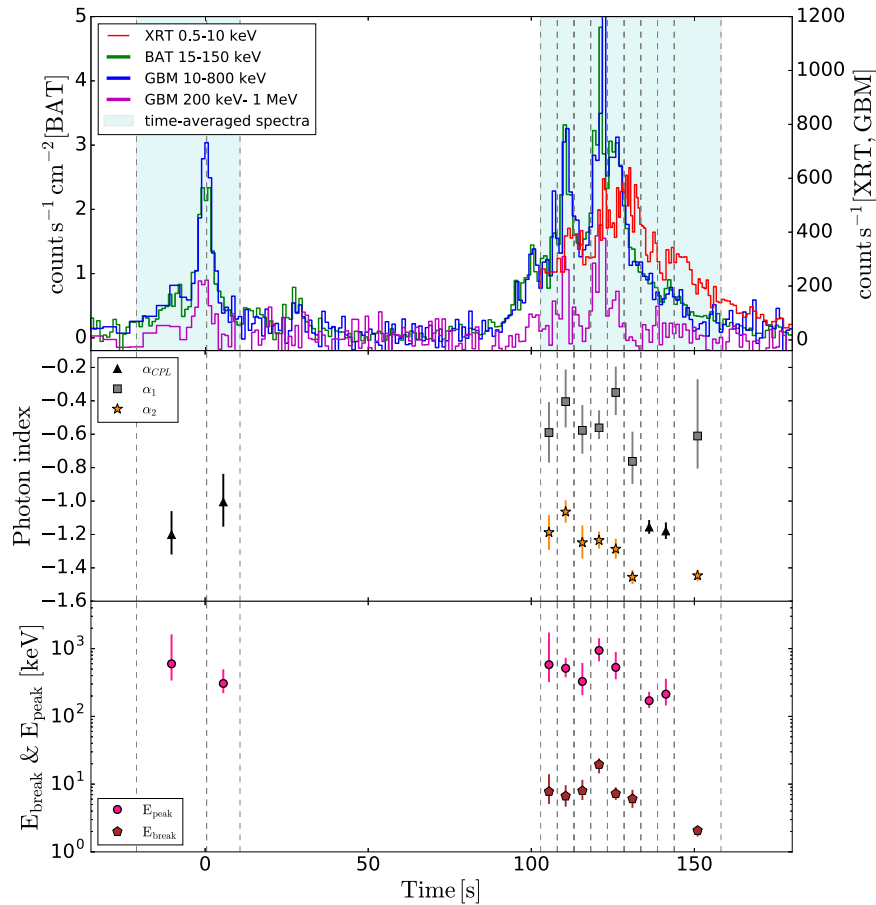 5
4
3
2
1
0
count s⁻¹ cm⁻² [BAT]
XRT 0.5-10 keV
BAT 15-150 keV
GBM 10-800 keV
GBM 200 keV- 1 MeV
time-averaged spectra
1200
1000
800
600
400
200
0
count s⁻¹ [XRT, GBM]
−0.2
−0.4
−0.6
−0.8
−1.0
−1.2
−1.4
−1.6
Photon index
α_CPL
α₁
α₂
10³
10²
10¹
10⁰
E_break & E_peak [keV]
E_peak
E_break
0
50
100
150
Time [s]